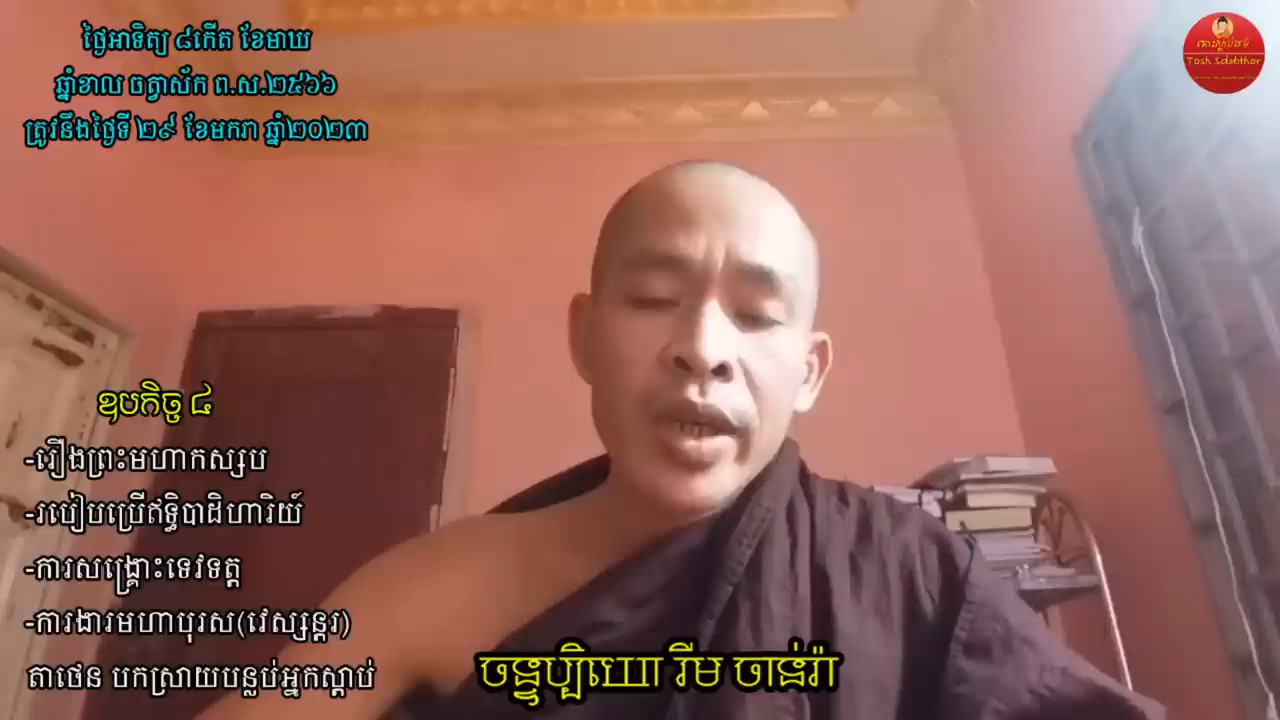 ថ្ងៃអាទិត្យ ៨កើត ខែមាឃ
ឆ្នាំខាល ចត្វាស័ក ព.ស.២៥៦៦
ត្រូវនឹងថ្ងៃទី ២៩ ខែមករា ឆ្នាំ២០២៣
Tosh Sdabthor
ឧបកិច្ច ៤
-រឿងព្រះមហាកស្សប
-របៀបប្រើឥទ្ធិបាដិហារិយ៍
-ការសង្គ្រោះទេវទត្ត
-ការងារមហាបុរស(វេស្សន្តរ)
តាថេន បកស្រាយបន្លប់អ្នកស្តាប់
ចន្ទប្បិយោ រីម ចាន់រ៉ា